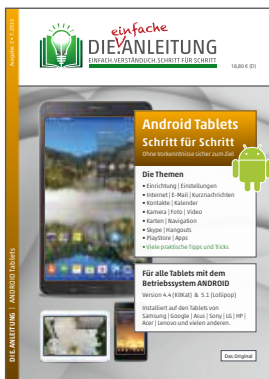 einfache
DIE.ANLEITUNG
EINFACH.VERSTÄNDLICH.SCHRITT FÜR SCHRITT
18,80 € (D)
Android Tablets
Schritt für Schritt
Ohne Vorkenntnisse sicher zum Ziel
Die Themen
• Einrichtung | Einstellungen
• Internet | E-Mail | Kurznachrichten
• Kontakte | Kalender
• Kamera | Foto | Video
• Karten | Navigation
• Skype | Hangouts
• PlayStore | Apps
• Viele praktische Tipps und Tricks
Für alle Tablets mit dem
Betriebssystem ANDROID
Version 4.4 (KitKat) & 5.1 (Lollipop)
Installiert auf den Tablets von
Samsung | Google | Asus | Sony | LG | HP |
Acer | Lenovo und vielen anderen.
Das.Original
DIE.ANLEITUNG | ANDROID Tablets